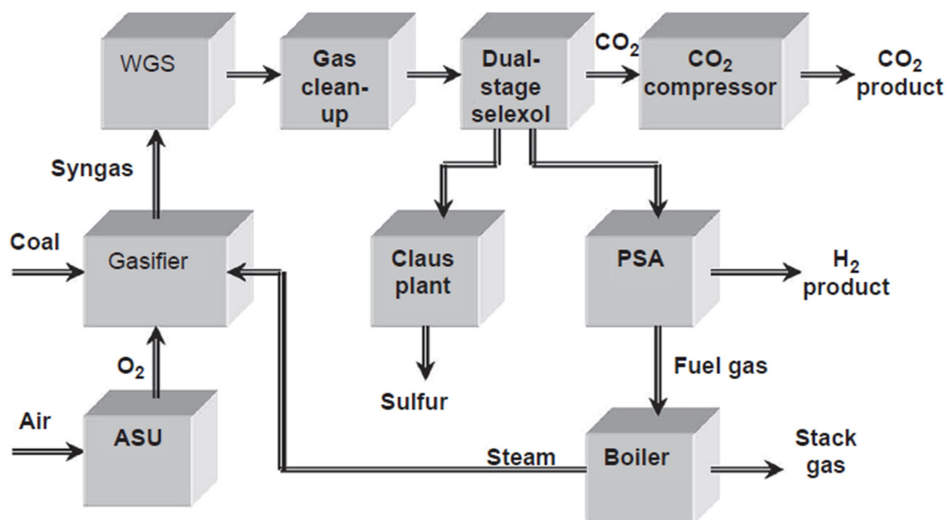 WGS
Gas
clean-
up
Dual-
stage
selexol
CO₂
CO₂
compressor
CO₂
product
Syngas
Coal
Gasifier
Claus
plant
PSA
H₂
product
O₂
Sulfur
Fuel gas
Air
ASU
Steam
Boiler
Stack
gas